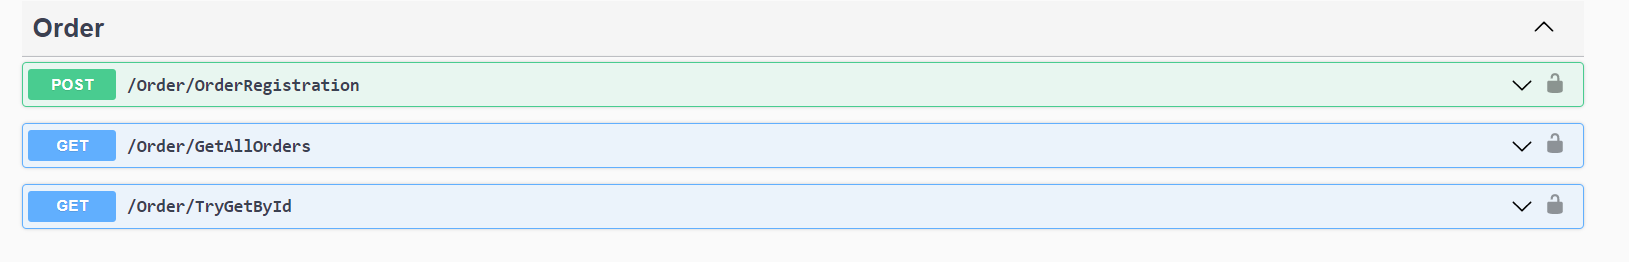 Order
POST /Order/OrderRegistration
GET /Order/GetAllOrders
GET /Order/TryGetById